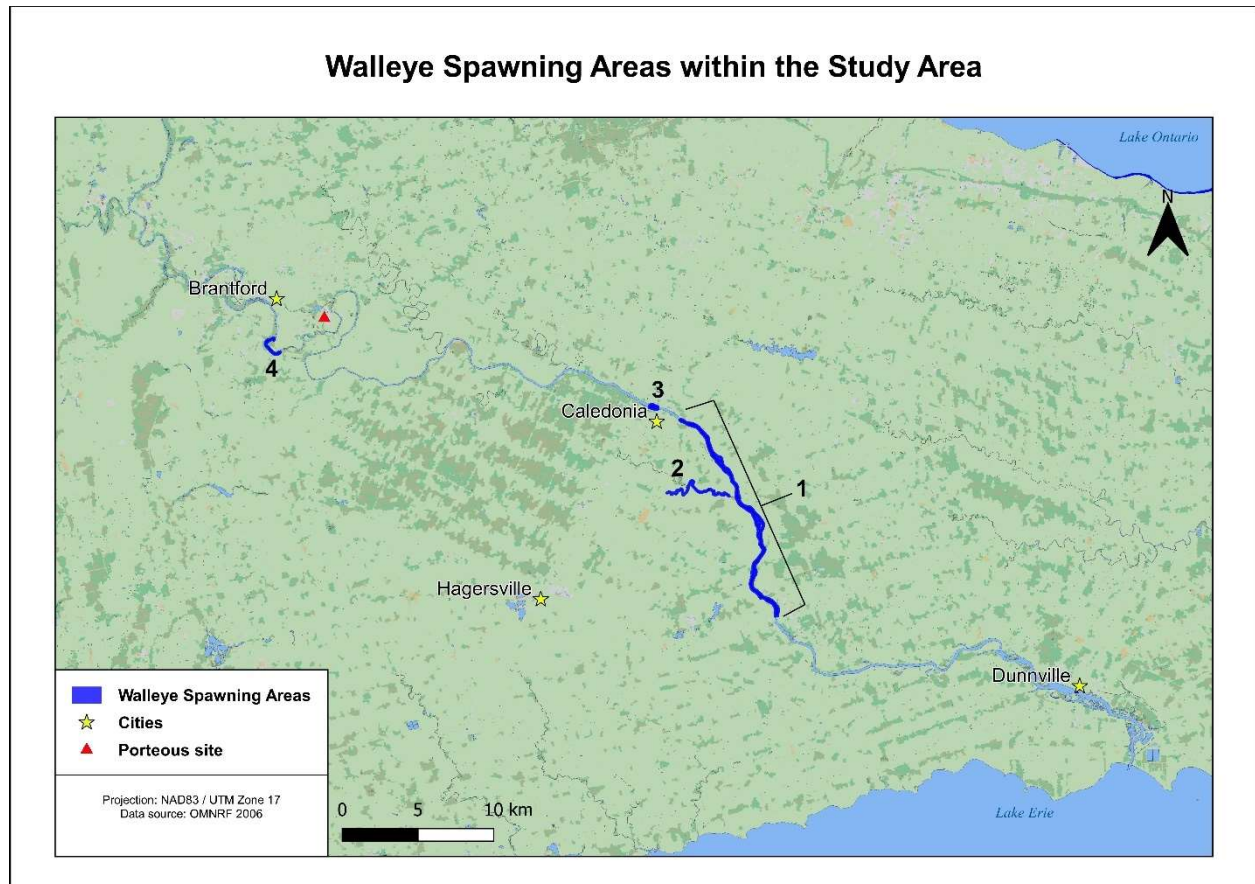 Walleye Spawning Areas within the Study Area
Lake Ontario
N
Brantford
4
3
Caledonia
2
1
Hagersville
Dunnville
Walleye Spawning Areas
Cities
Porteous site
Projection: NAD83 / UTM Zone 17
Data source: OMNRF 2006
0 5 10 km
Lake Erie